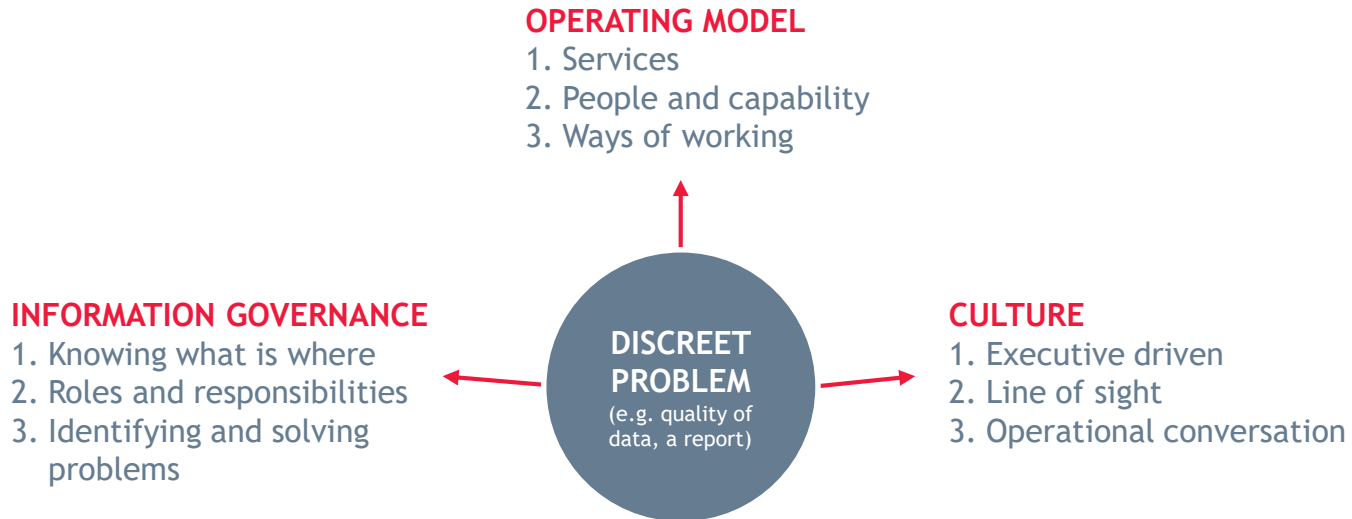 OPERATING MODEL
1. Services
2. People and capability
3. Ways of working
INFORMATION GOVERNANCE
1. Knowing what is where
2. Roles and responsibilities
3. Identifying and solving
problems
DISCREET
PROBLEM
(e.g. quality of
data, a report)
CULTURE
1. Executive driven
2. Line of sight
3. Operational conversation